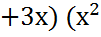 +3x) (x²